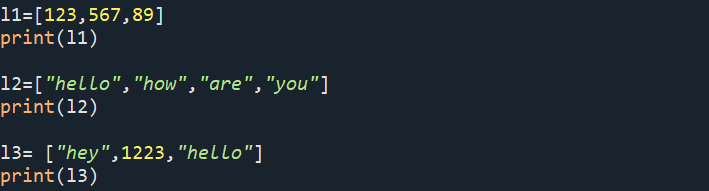 l1=[123,567,89]
print(l1)
l2=["hello","how","are","you"]
print(l2)
l3= ["hey",1223,"hello"]
print(l3)